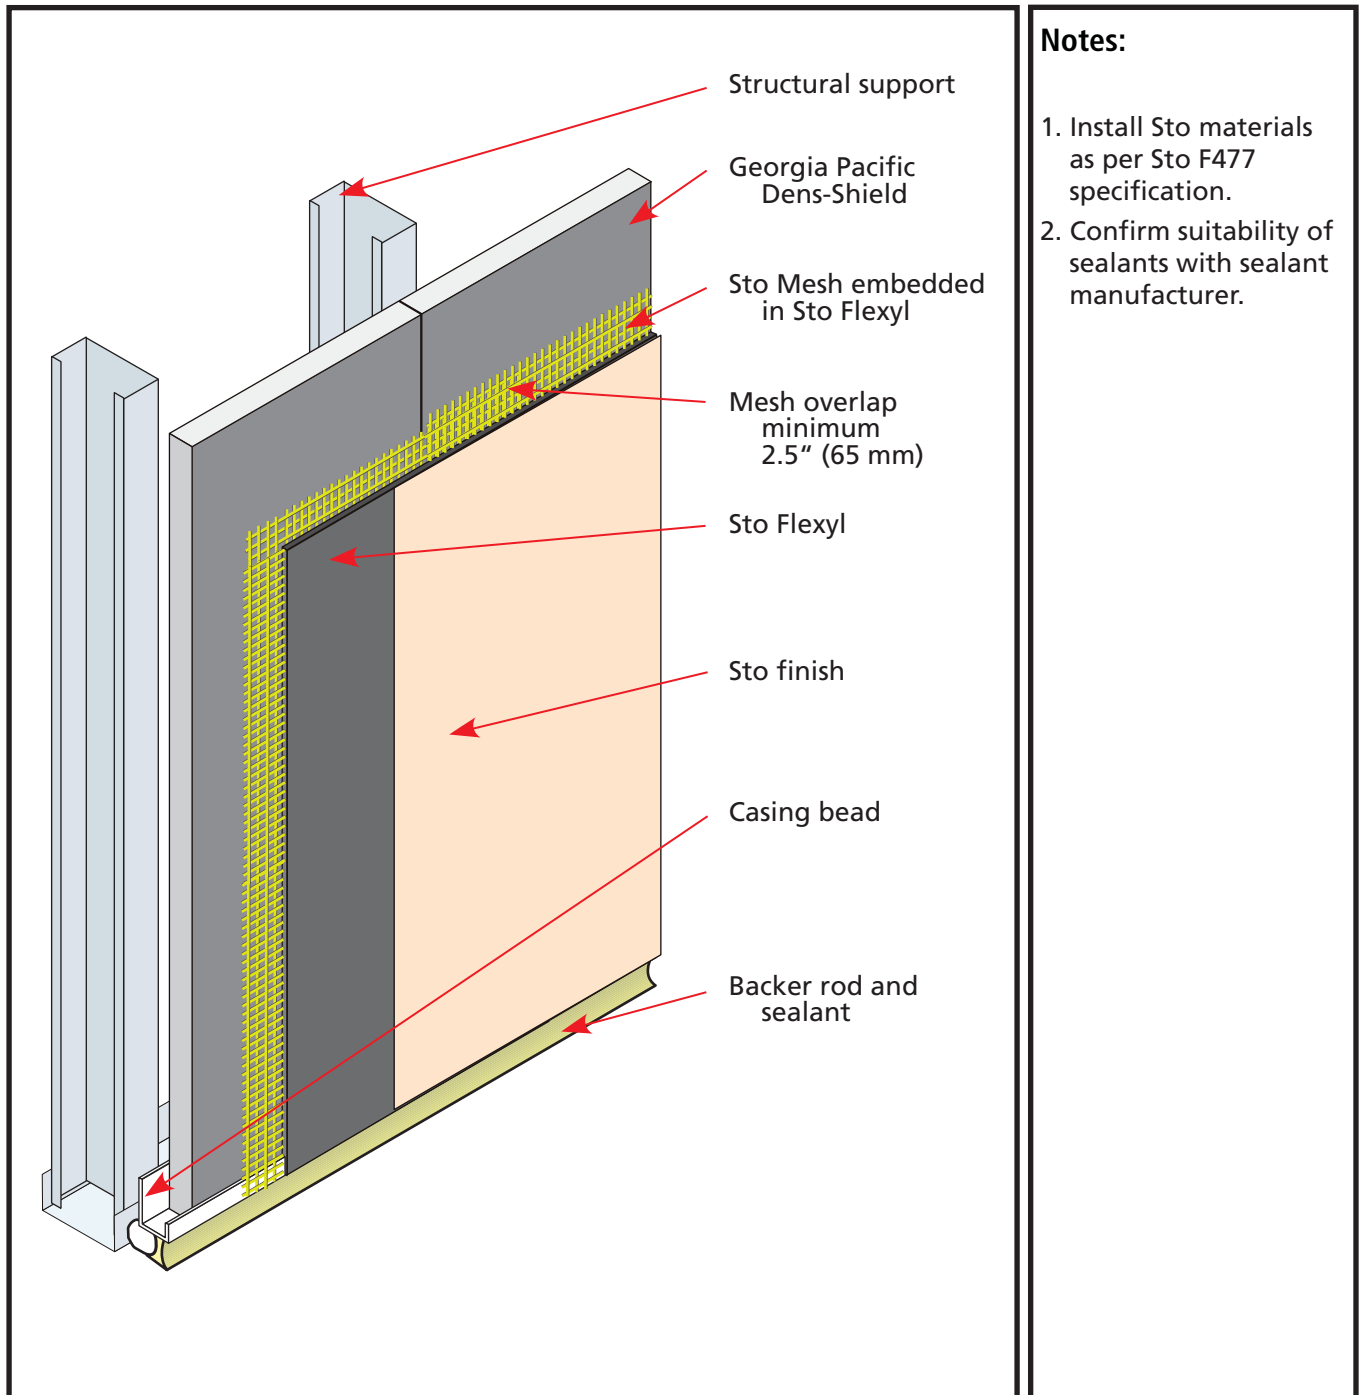 Structural support
Georgia Pacific
Dens-Shield
Sto Mesh embedded
in Sto Flexyl
Mesh overlap
minimum
2.5“ (65 mm)
Sto Flexyl
Sto finish
Casing bead
Backer rod and
sealant
Notes:
1. Install Sto materials
as per Sto F477
specification.
2. Confirm suitability of
sealants with sealant
manufacturer.